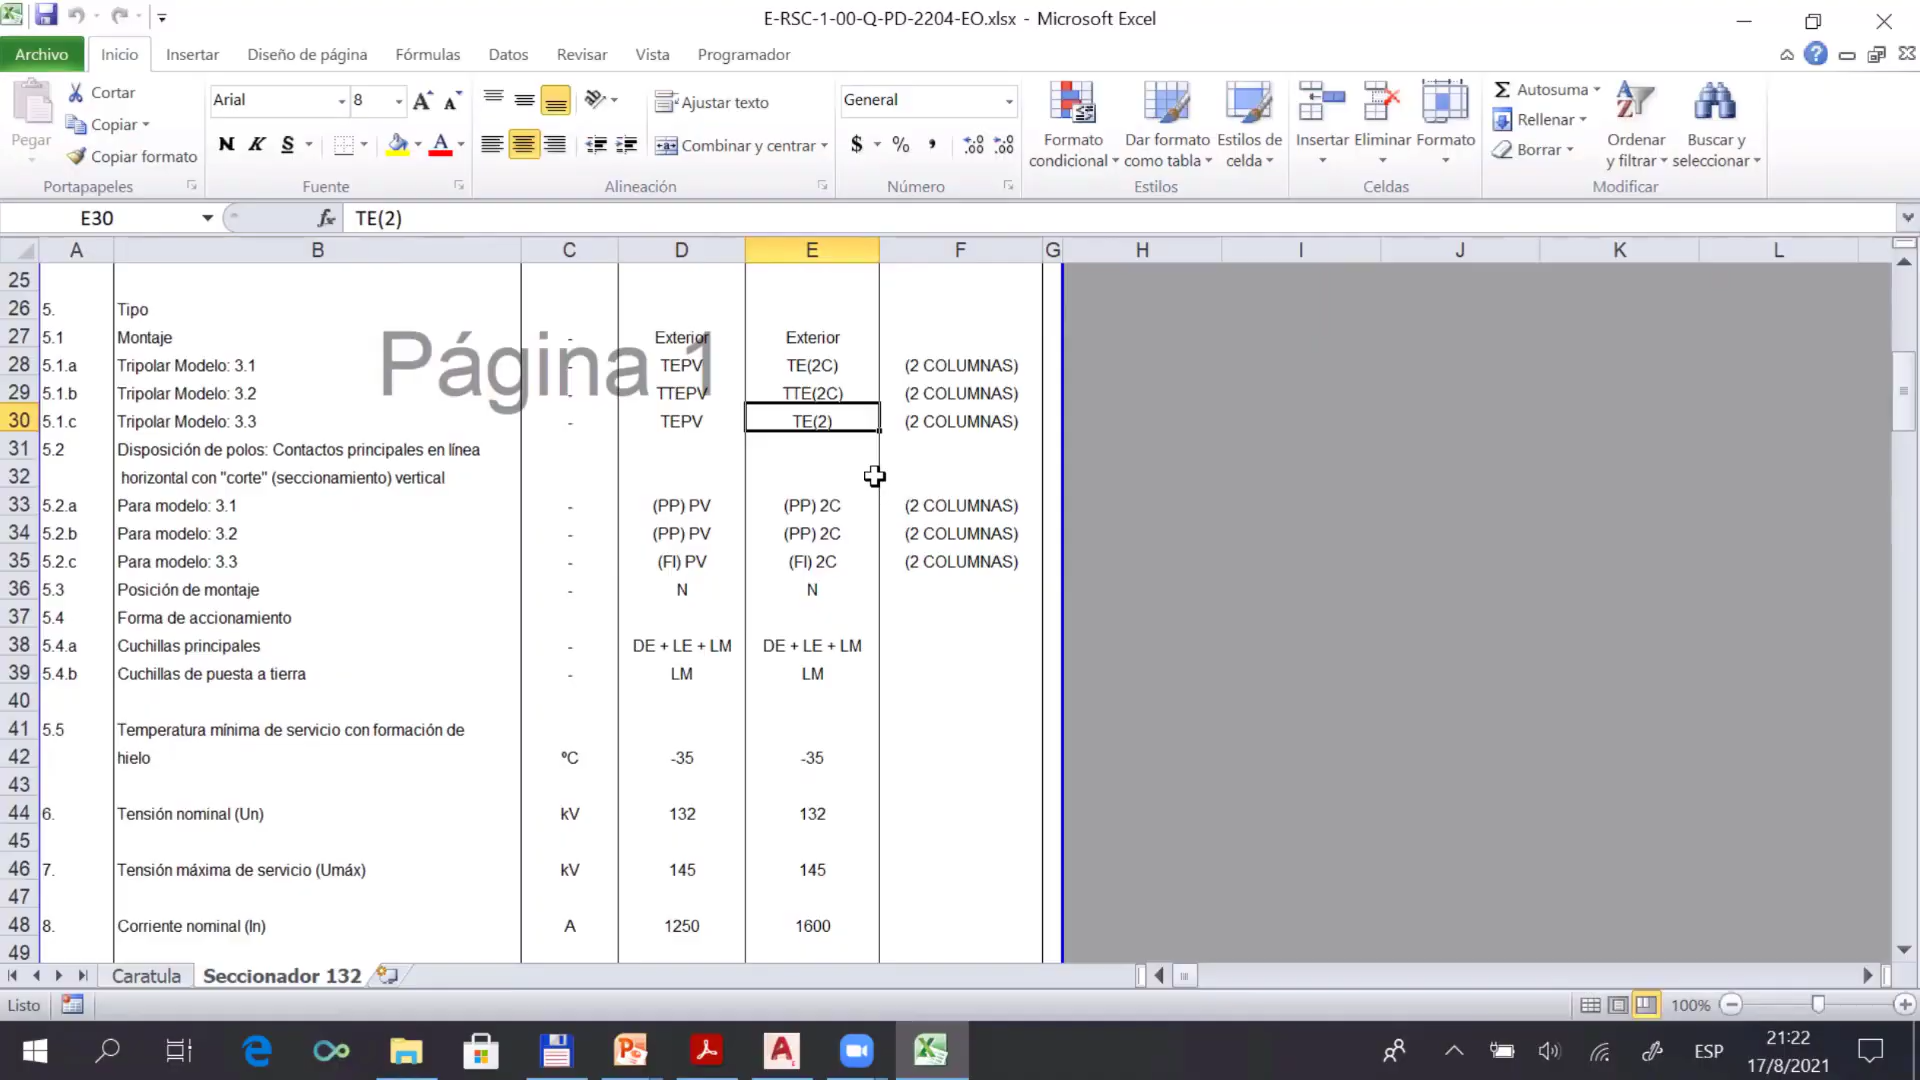 E-RSC-1-00-Q-PD-2204-EO.xlsx - Microsoft Excel
Archivo Inicio Insertar Diseño de página Fórmulas Datos Revisar Vista Programador
Cortar
Copiar
Copiar formato
Pegar
Portapapeles
Arial 8
N K S
Fuente
Ajustar texto
Combinar y centrar
Alineación
General
$ %
Número
Formato condicional
Dar formato como tabla
Estilos de celda
Estilos
Insertar Eliminar Formato
Celdas
Autosuma
Rellenar
Borrar
Ordenar y filtrar
Buscar y seleccionar
Modificar
E30 fx TE(2)
A B C D E F G H I J K L
25
26 5. Tipo
27 5.1 Montaje - Exterior Exterior
28 5.1.a Tripolar Modelo: 3.1 - TEPV TE(2C) (2 COLUMNAS)
29 5.1.b Tripolar Modelo: 3.2 - TTEPV TTE(2C) (2 COLUMNAS)
30 5.1.c Tripolar Modelo: 3.3 - TEPV TE(2) (2 COLUMNAS)
Página 1
31 5.2 Disposición de polos: Contactos principales en línea
32 horizontal con "corte" (seccionamiento) vertical
33 5.2.a Para modelo: 3.1 - (PP) PV (PP) 2C (2 COLUMNAS)
34 5.2.b Para modelo: 3.2 - (PP) PV (PP) 2C (2 COLUMNAS)
35 5.2.c Para modelo: 3.3 - (FI) PV (FI) 2C (2 COLUMNAS)
36 5.3 Posición de montaje - N N
37 5.4 Forma de accionamiento
38 5.4.a Cuchillas principales - DE + LE + LM DE + LE + LM
39 5.4.b Cuchillas de puesta a tierra - LM LM
40
41 5.5 Temperatura mínima de servicio con formación de
42 hielo ºC -35 -35
43
44 6. Tensión nominal (Un) kV 132 132
45
46 7. Tensión máxima de servicio (Umáx) kV 145 145
47
48 8. Corriente nominal (In) A 1250 1600
49
Caratula Seccionador 132
Listo 100%
ESP
21:22
17/8/2021